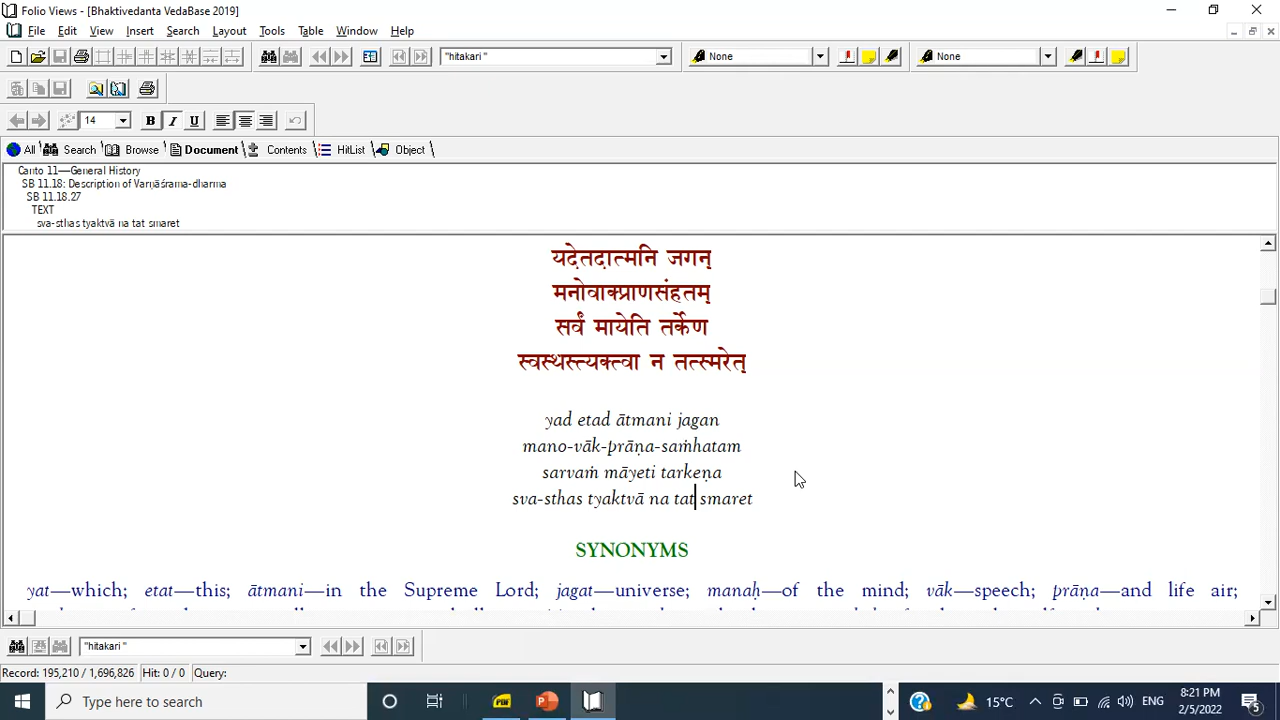 Folio Views - [Bhaktivedanta VedaBase 2019]
File Edit View Insert Search Layout Tools Table Window Help
"hitakari " None None
14 B I U
All Search Browse Document Contents HitList Object
Canto 11—General History
SB 11.18: Description of Varṇāśrama-dharma
SB 11.18.27
TEXT
sva-sthas tyaktvā na tat smaret
यदेतदात्मनि जगन्
मनोवाक्प्राणसंहतम्
सर्वं मायेति तर्केण
स्वस्थस्त्यक्त्वा न तत्स्मरेत्
yad etad ātmani jagan
mano-vāk-prāṇa-saṁhatam
sarvaṁ māyeti tarkeṇa
sva-sthas tyaktvā na tat smaret
SYNONYMS
yat—which; etat—this; ātmani—in the Supreme Lord; jagat—universe; manaḥ—of the mind; vāk—speech; prāṇa—and life air;
"hitakari "
Record: 195,210 / 1,696,826 Hit: 0 / 0 Query:
Type here to search 15°C ENG 8:21 PM
2/5/2022 5